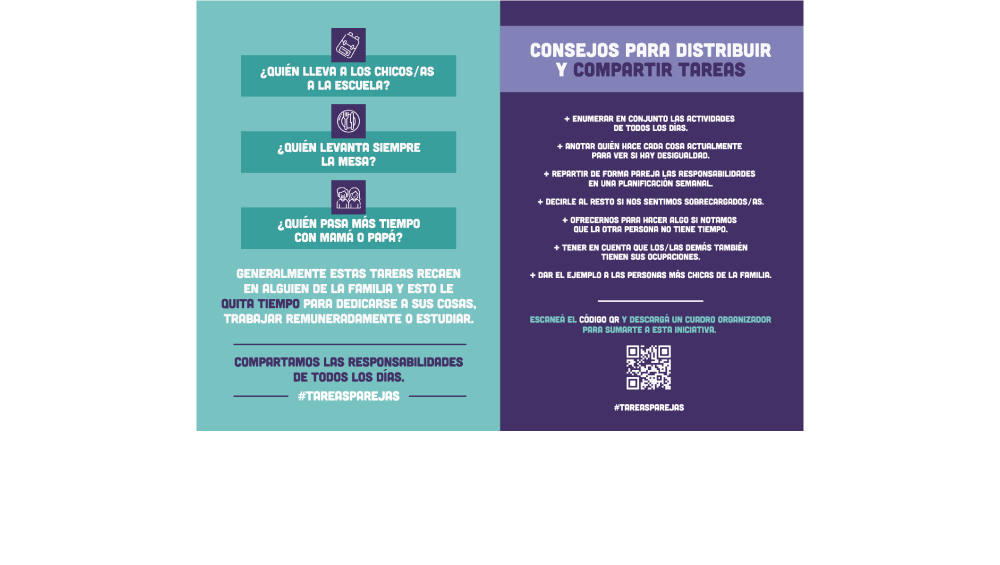 ¿QUIÉN LLEVA A LOS CHICOS/AS
A LA ESCUELA?
¿QUIÉN LEVANTA SIEMPRE
LA MESA?
¿QUIÉN PASA MÁS TIEMPO
CON MAMÁ O PAPÁ?
GENERALMENTE ESTAS TAREAS RECAEN
EN ALGUIEN DE LA FAMILIA Y ESTO LE
QUITA TIEMPO PARA DEDICARSE A SUS COSAS,
TRABAJAR REMUNERADAMENTE O ESTUDIAR.
COMPARTAMOS LAS RESPONSABILIDADES
DE TODOS LOS DÍAS.
#TAREASPAREJAS
CONSEJOS PARA DISTRIBUIR
Y COMPARTIR TAREAS
+ ENUMERAR EN CONJUNTO LAS ACTIVIDADES
DE TODOS LOS DÍAS.
+ ANOTAR QUIÉN HACE CADA COSA ACTUALMENTE
PARA VER SI HAY DESIGUALDAD.
+ REPARTIR DE FORMA PAREJA LAS RESPONSABILIDADES
EN UNA PLANIFICACIÓN SEMANAL.
+ DECIRLE AL RESTO SI NOS SENTIMOS SOBRECARGADOS/AS.
+ OFRECERNOS PARA HACER ALGO SI NOTAMOS
QUE LA OTRA PERSONA NO TIENE TIEMPO.
+ TENER EN CUENTA QUE LOS/LAS DEMÁS TAMBIÉN
TIENEN SUS OCUPACIONES.
+ DAR EL EJEMPLO A LAS PERSONAS MÁS CHICAS DE LA FAMILIA.
ESCANEÁ EL CÓDIGO QR Y DESCARGÁ UN CUADRO ORGANIZADOR
PARA SUMARTE A ESTA INICIATIVA.
#TAREASPAREJAS